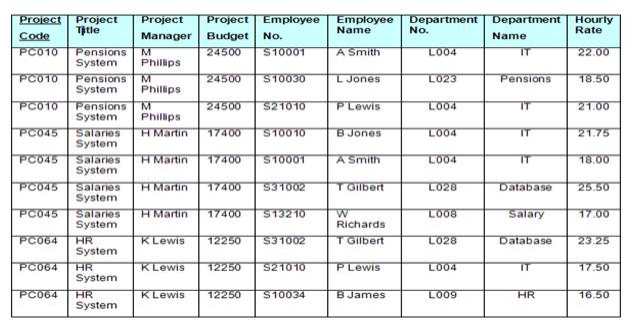 Project Code Project Title Project Manager Project Budget Employee No. Employee Name Department No. Department Name Hourly Rate
PC010 Pensions System M Phillips 24500 S10001 A Smith L004 IT 22.00
PC010 Pensions System M Phillips 24500 S10030 L Jones L023 Pensions 18.50
PC010 Pensions System M Phillips 24500 S21010 P Lewis L004 IT 21.00
PC045 Salaries System H Martin 17400 S10010 B Jones L004 IT 21.75
PC045 Salaries System H Martin 17400 S10001 A Smith L004 IT 18.00
PC045 Salaries System H Martin 17400 S31002 T Gilbert L028 Database 25.50
PC045 Salaries System H Martin 17400 S13210 W Richards L008 Salary 17.00
PC064 HR System K Lewis 12250 S31002 T Gilbert L028 Database 23.25
PC064 HR System K Lewis 12250 S21010 P Lewis L004 IT 17.50
PC064 HR System K Lewis 12250 S10034 B James L009 HR 16.50